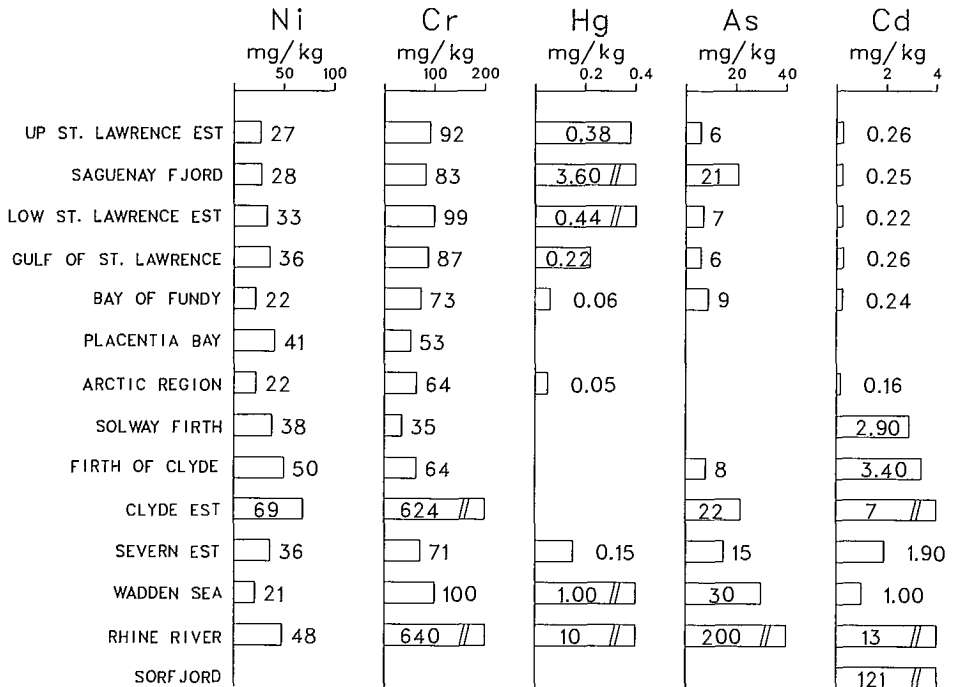 Ni Cr Hg As Cd
mg/kg mg/kg mg/kg mg/kg mg/kg
50 100 100 200 0.2 0.4 20 40 2 4
UP ST. LAWRENCE EST 27 92 0.38 6 0.26
SAGUENAY FJORD 28 83 3.60 21 0.25
LOW ST. LAWRENCE EST 33 99 0.44 7 0.22
GULF OF ST. LAWRENCE 36 87 0.22 6 0.26
BAY OF FUNDY 22 73 0.06 9 0.24
PLACENTIA BAY 41 53
ARCTIC REGION 22 64 0.05 0.16
SOLWAY FIRTH 38 35 2.90
FIRTH OF CLYDE 50 64 8 3.40
CLYDE EST 69 624 22 7
SEVERN EST 36 71 0.15 15 1.90
WADDEN SEA 21 100 1.00 30 1.00
RHINE RIVER 48 640 10 200 13
SORFJORD 121